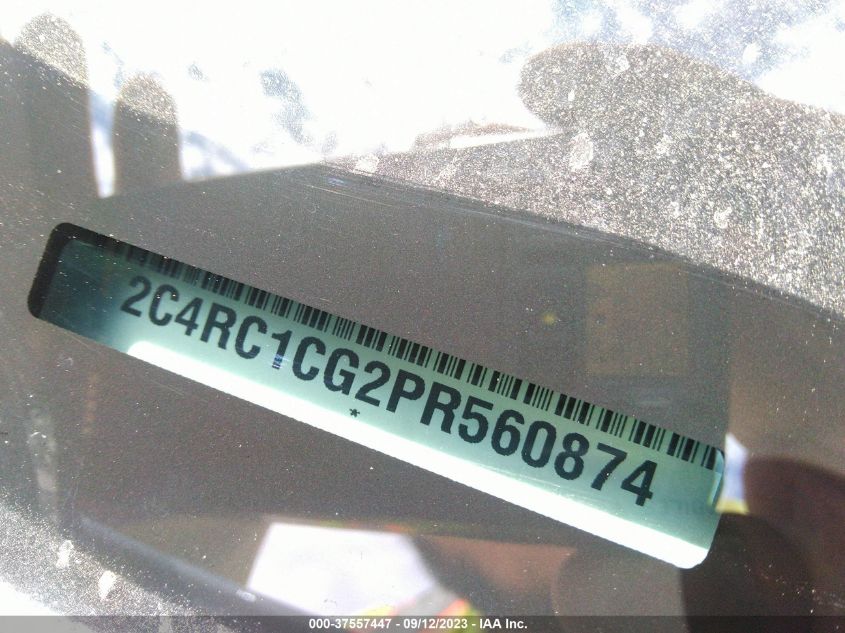 2C4RC1CG2PR560874
*
000-37557447 - 09/12/2023 - IAA Inc.